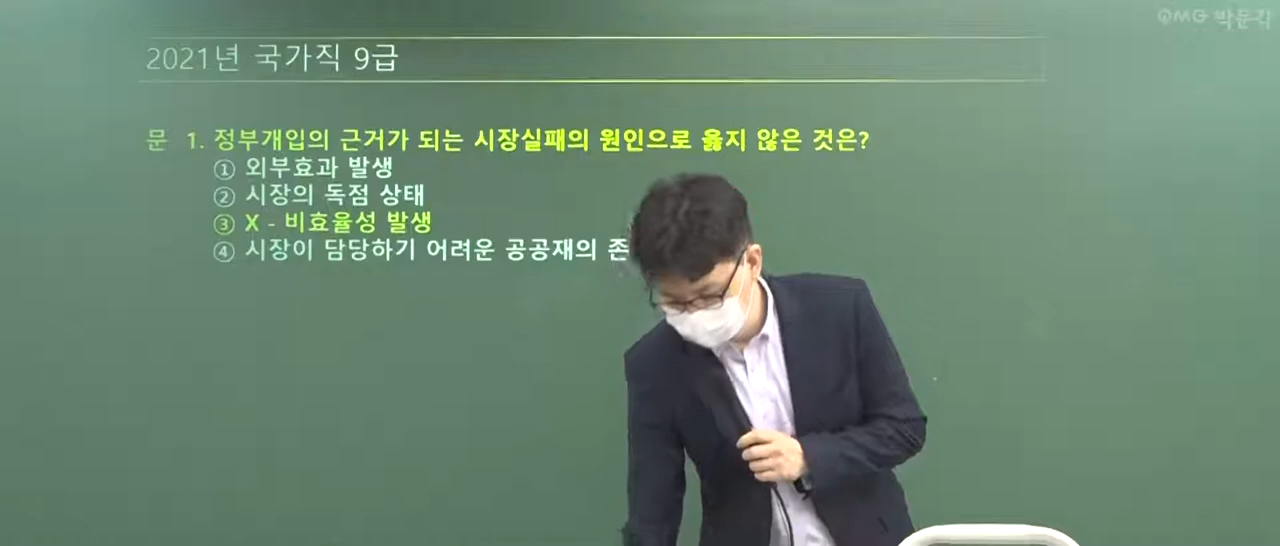 QMG 박문각
2021년 국가직 9급
문 1. 정부개입의 근거가 되는 시장실패의 원인으로 옳지 않은 것은?
① 외부효과 발생
② 시장의 독점 상태
③ X - 비효율성 발생
④ 시장이 담당하기 어려운 공공재의 존